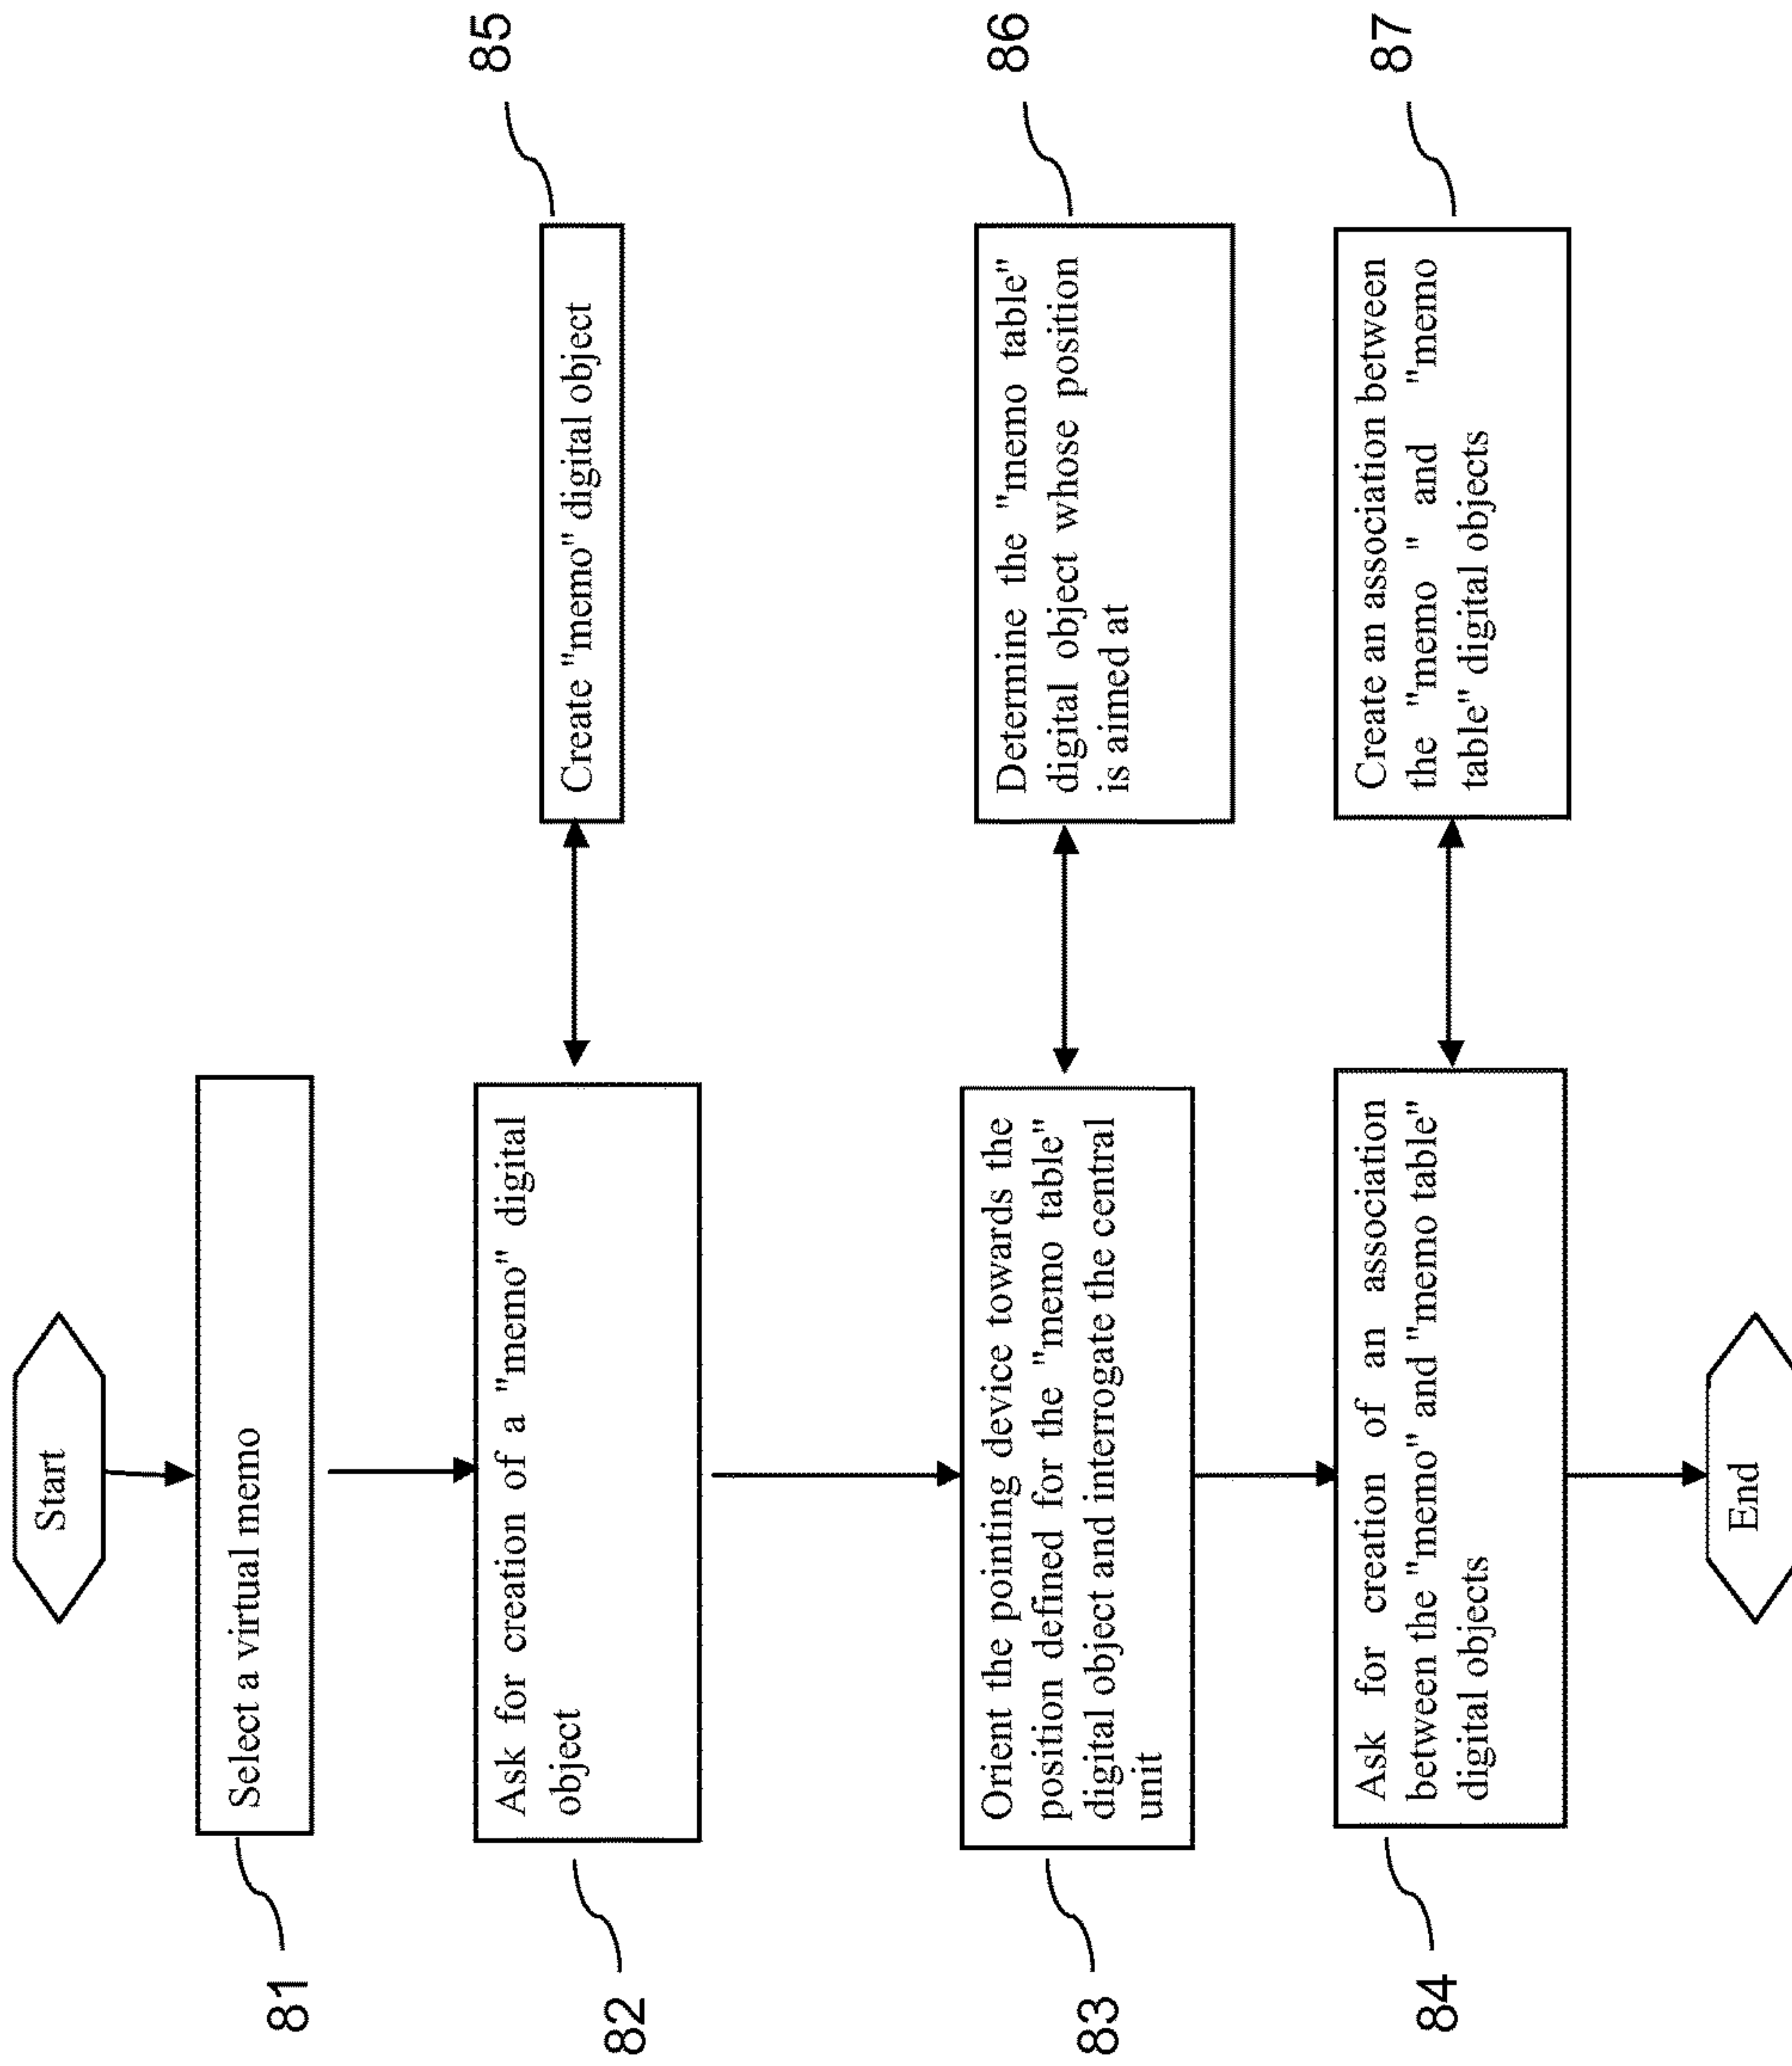 Start
81
Select a virtual memo
82
Ask for creation of a "memo" digital
object
85
Create "memo" digital object
83
Orient the pointing device towards the
position defined for the "memo table"
digital object and interrogate the central
unit
86
Determine the "memo table"
digital object whose position
is aimed at
84
Ask for creation of an association
between the "memo" and "memo table"
digital objects
87
Create an association between
the "memo " and "memo
table" digital objects
End